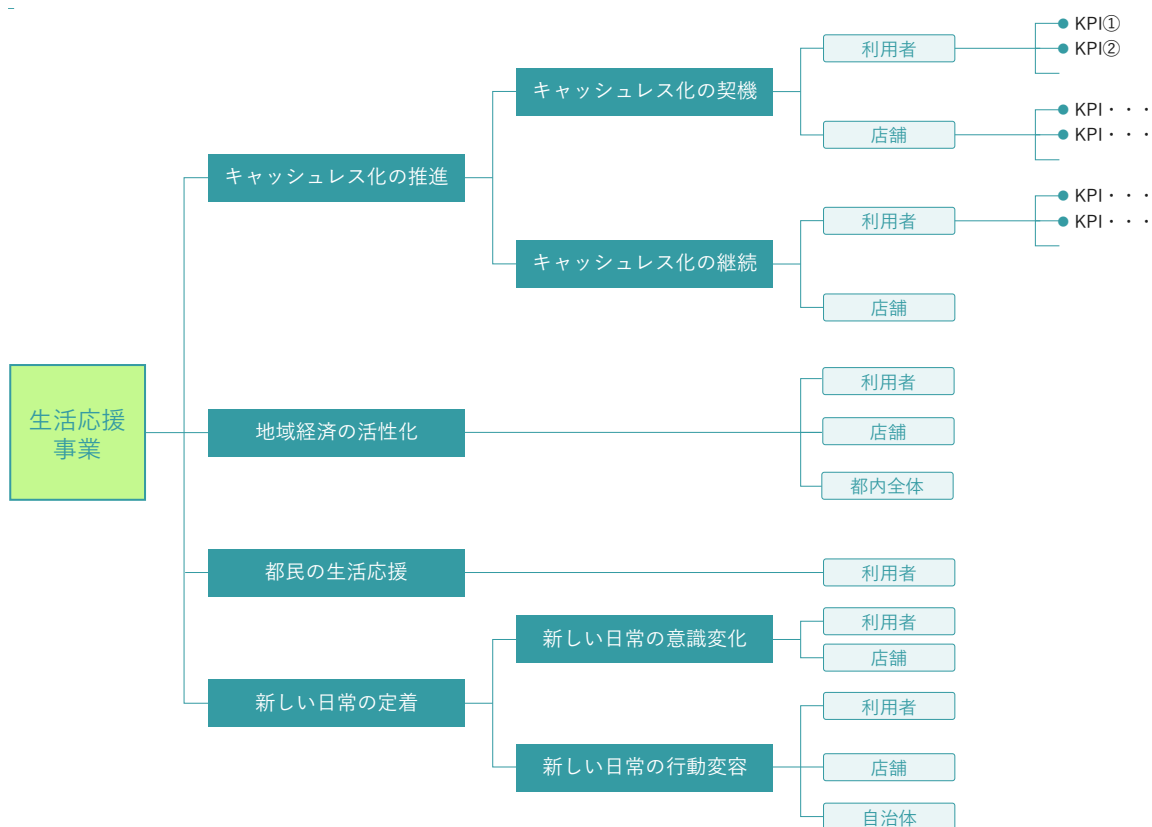 KPI①
利用者
KPI②
キャッシュレス化の契機
KPI・・・
店舗
KPI・・・
キャッシュレス化の推進
KPI・・・
利用者
KPI・・・
キャッシュレス化の継続
店舗
利用者
生活応援
事業
地域経済の活性化
店舗
都内全体
都民の生活応援
利用者
利用者
新しい日常の意識変化
店舗
新しい日常の定着
利用者
新しい日常の行動変容
店舗
自治体